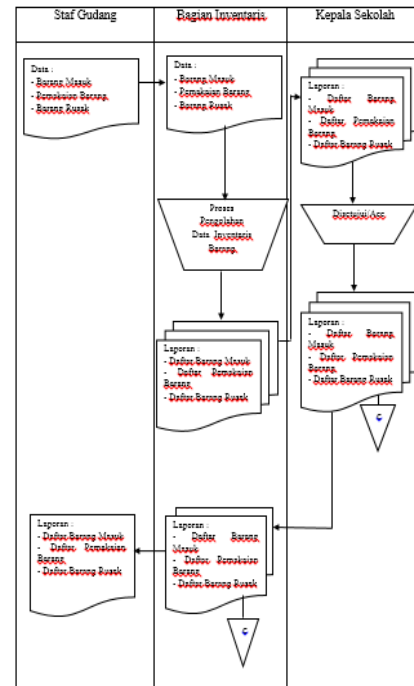 Staf Gudang
Bagian Inventaris
Kepala Sekolah
Data :
- Barang Masuk
- Pemakaian Barang
- Barang Rusak
Data :
- Barang Masuk
- Pemakaian Barang
- Barang Rusak
Laporan :
- Daftar Barang
Masuk
- Daftar Pemakaian
Barang
- Daftar Barang Rusak
Proses
Pengolahan
Data Inventaris
Barang
Disetujui/Acc
Laporan :
- Daftar Barang Masuk
- Daftar Pemakaian
Barang
- Daftar Barang Rusak
Laporan :
- Daftar Barang
Masuk
- Daftar Pemakaian
Barang
- Daftar Barang Rusak
Laporan :
- Daftar Barang Masuk
- Daftar Pemakaian
Barang
- Daftar Barang Rusak
Laporan :
- Daftar Barang
Masuk
- Daftar Pemakaian
Barang
- Daftar Barang Rusak